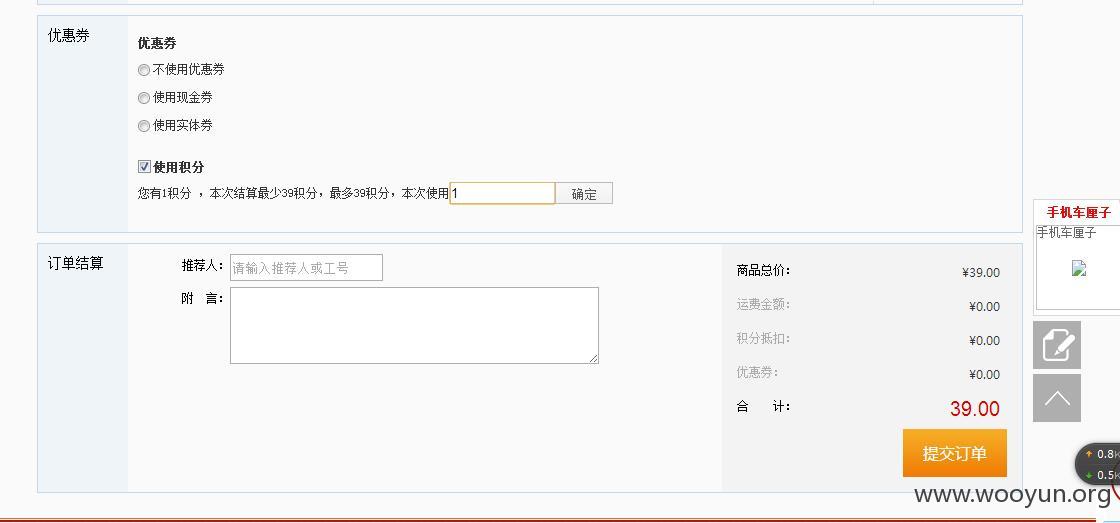 优惠券
优惠券
不使用优惠券
使用现金券
使用实体券
使用积分
您有1积分 ，本次结算最少39积分，最多39积分，本次使用 1 确定
订单结算
推荐人： 请输入推荐人或工号
附 言：
商品总价： ¥39.00
运费金额： ¥0.00
积分抵扣： ¥0.00
优惠券： ¥0.00
合 计： 39.00
提交订单
手机车厘子
手机车厘子
0.8K
0.5K
www.wooyun.org